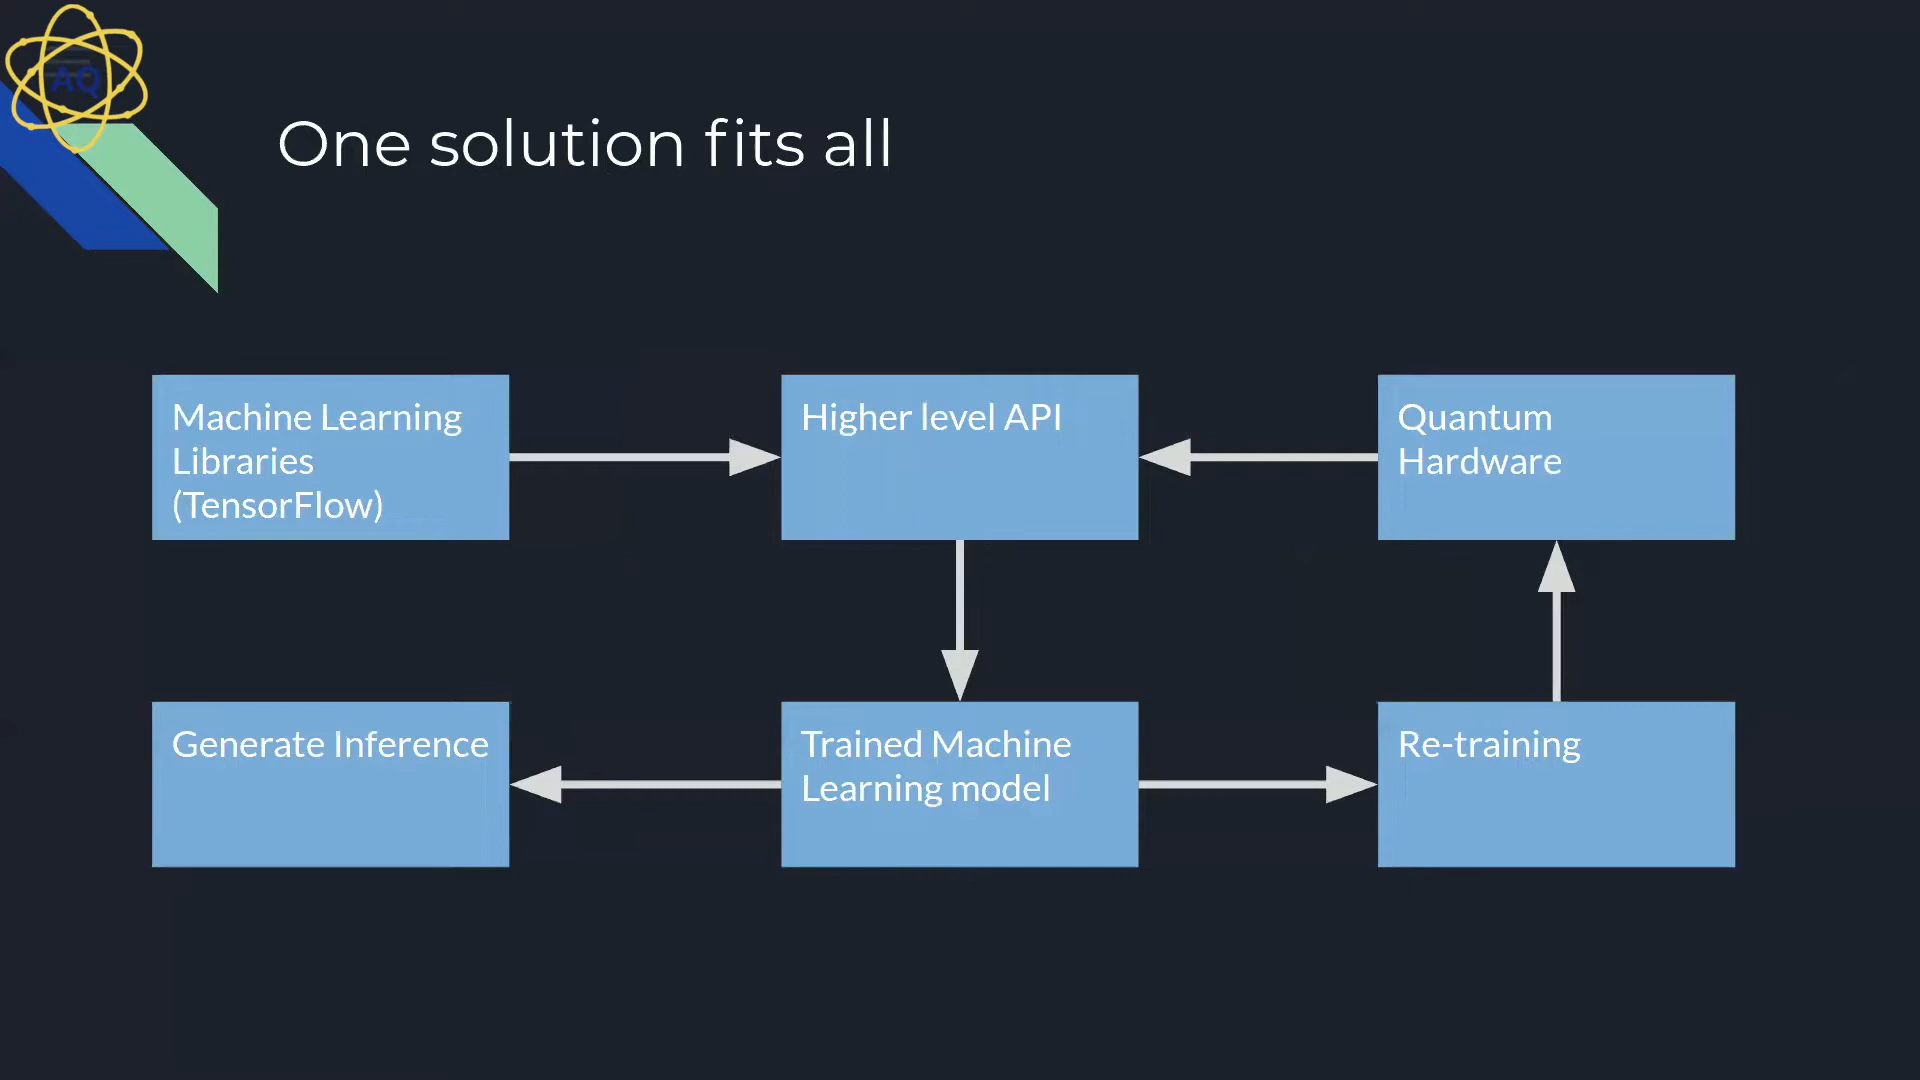 AQ
One solution fits all
Machine Learning
Libraries
(TensorFlow)
Higher level API
Quantum
Hardware
Generate Inference
Trained Machine
Learning model
Re-training